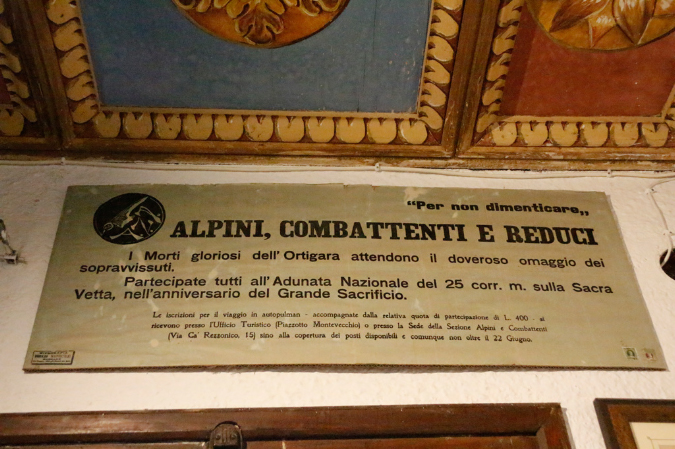 “Per non dimenticare„
ALPINI, COMBATTENTI E REDUCI
I Morti gloriosi dell'Ortigara attendono il doveroso omaggio dei
sopravvissuti.
Partecipate tutti all'Adunata Nazionale del 25 corr. m. sulla Sacra
Vetta, nell'anniversario del Grande Sacrificio.
Le iscrizioni per il viaggio in autopulman - accompagnate dalla relativa quota di partecipazione di L. 400 - si
ricevono presso l'Ufficio Turistico (Piazzotto Montevecchio) o presso la Sede della Sezione Alpini e Combattenti
(Via Ca' Rezzonico, 15) sino alla copertura dei posti disponibili e comunque non oltre il 22 Giugno.